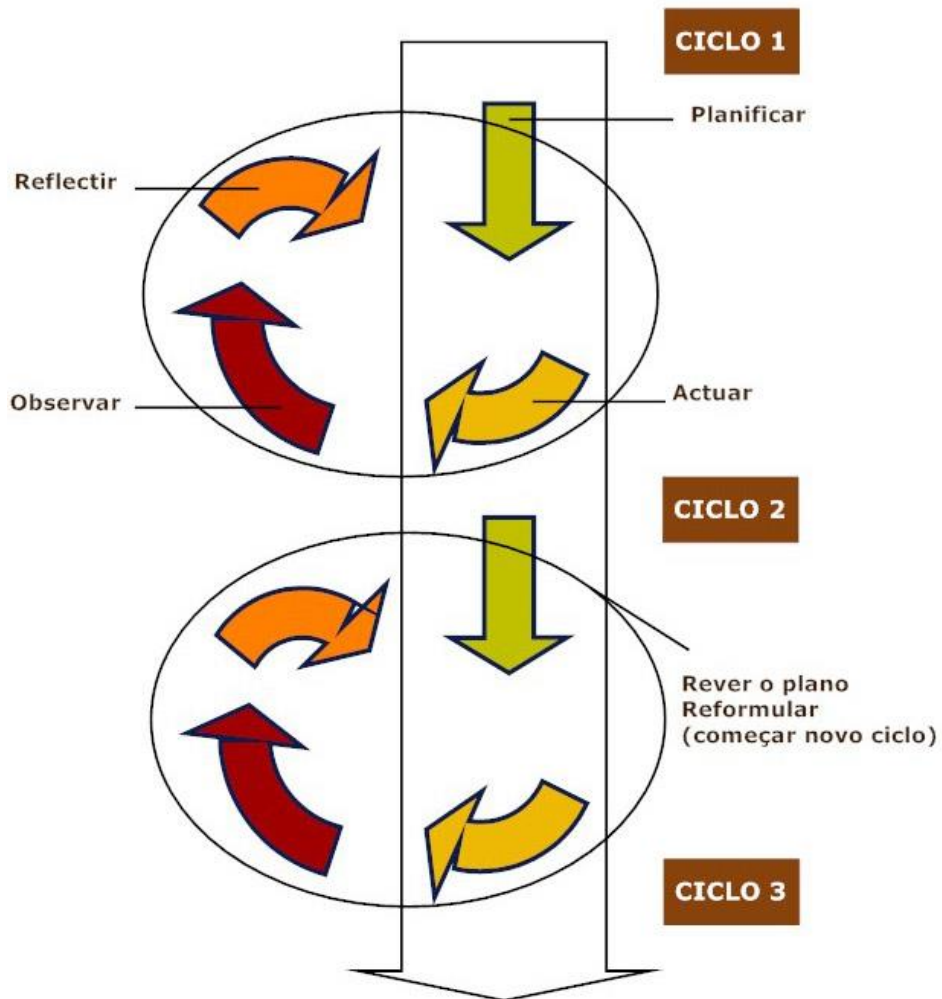 CICLO 1
Planificar
Reflectir
Observar
Actuar
CICLO 2
Rever o plano
Reformular
(começar novo ciclo)
CICLO 3